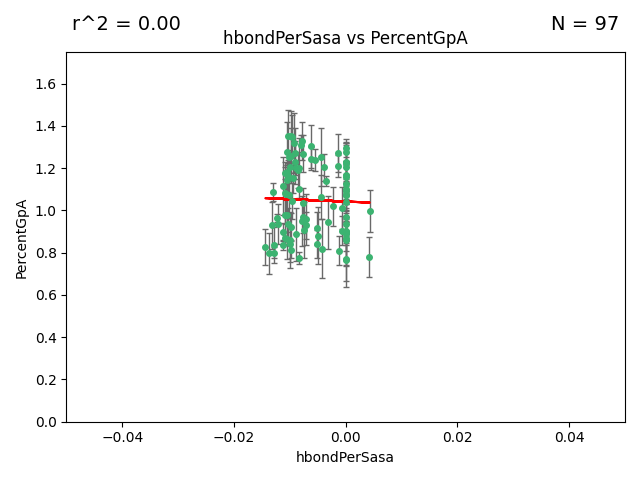 r^2 = 0.00
N = 97
hbondPerSasa vs PercentGpA
PercentGpA
1.6
1.4
1.2
1.0
0.8
0.6
0.4
0.2
0.0
−0.04
−0.02
0.00
0.02
0.04
hbondPerSasa